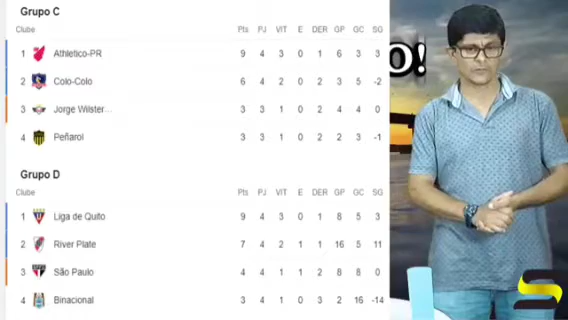 Grupo C
Clube Pts PJ VIT E DER GP GC SG
1 Athletico-PR 9 4 3 0 1 6 3 3
2 Colo-Colo 6 4 2 0 2 3 5 -2
3 Jorge Wilster... 3 3 1 0 2 4 4 0
4 Peñarol 3 3 1 0 2 2 3 -1
Grupo D
Clube Pts PJ VIT E DER GP GC SG
1 Liga de Quito 9 4 3 0 1 8 5 3
2 River Plate 7 4 2 1 1 16 5 11
3 São Paulo 4 4 1 1 2 8 8 0
4 Binacional 3 4 1 0 3 2 16 -14
O!